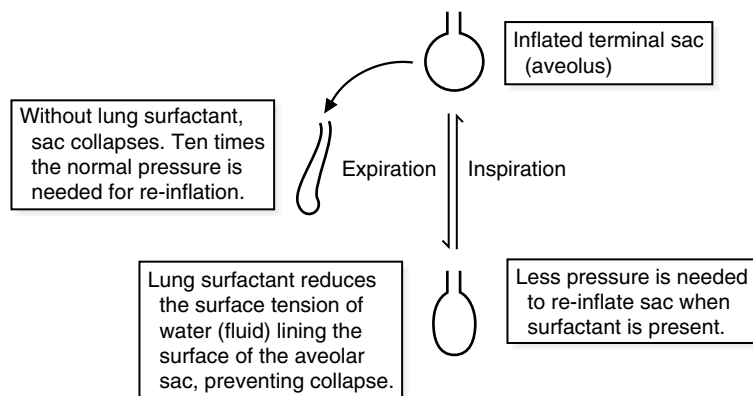 Inflated terminal sac
(aveolus)
Without lung surfactant,
sac collapses. Ten times
the normal pressure is
needed for re-inflation.
Expiration
Inspiration
Lung surfactant reduces
the surface tension of
water (fluid) lining the
surface of the aveolar
sac, preventing collapse.
Less pressure is needed
to re-inflate sac when
surfactant is present.